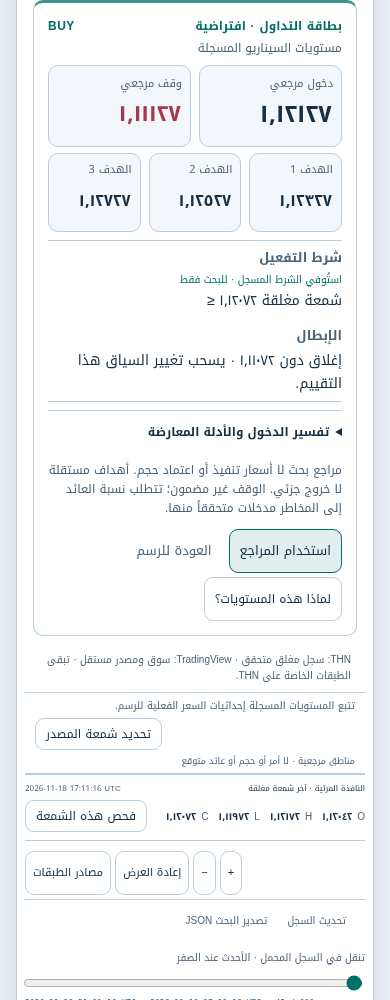 بطاقة التداول · افتراضية BUY
مستويات السيناريو المسجلة
دخول مرجعي وقف مرجعي
١٫١٢١٢٧ ١٫١١١٢٧
الهدف 1 الهدف 2 الهدف 3
١٫١٢٣٢٧ ١٫١٢٥٢٧ ١٫١٢٧٢٧
شرط التفعيل
استُوفي الشرط المسجل · للبحث فقط
شمعة مغلقة ١٫١٢٠٧٢ ≤
الإبطال
إغلاق دون ١٫١١٠٧٢ · يسحب تغيير السياق هذا
التقييم.
◀ تفسير الدخول والأدلة المعارضة
مراجع بحث لا أسعار تنفيذ أو اعتماد حجم. أهداف مستقلة
لا خروج جزئي. الوقف غير مضمون؛ تتطلب نسبة العائد
إلى المخاطر مدخلات متحققاً منها.
استخدام المراجع العودة للرسم
لماذا هذه المستويات؟
THN: سجل مغلق متحقق · TradingView: سوق ومصدر مستقل · تبقى
الطبقات الخاصة على THN.
تتبع المستويات المسجلة إحداثيات السعر الفعلية للرسم.
تحديد شمعة المصدر
مناطق مرجعية · لا أمر أو حجم أو عائد متوقع
النافذة المرئية · آخر شمعة مغلقة 2026-11-18 17:11:16 UTC
O ١٫١٢٠٤٢ H ١٫١٢١٧٢ L ١٫١١٩٧٢ C ١٫١٢٠٧٢ فحص هذه الشمعة
+ − إعادة العرض مصادر الطبقات
تحديث السجل تصدير البحث JSON
تنقل في السجل المحمل · الأحدث عند الصفر